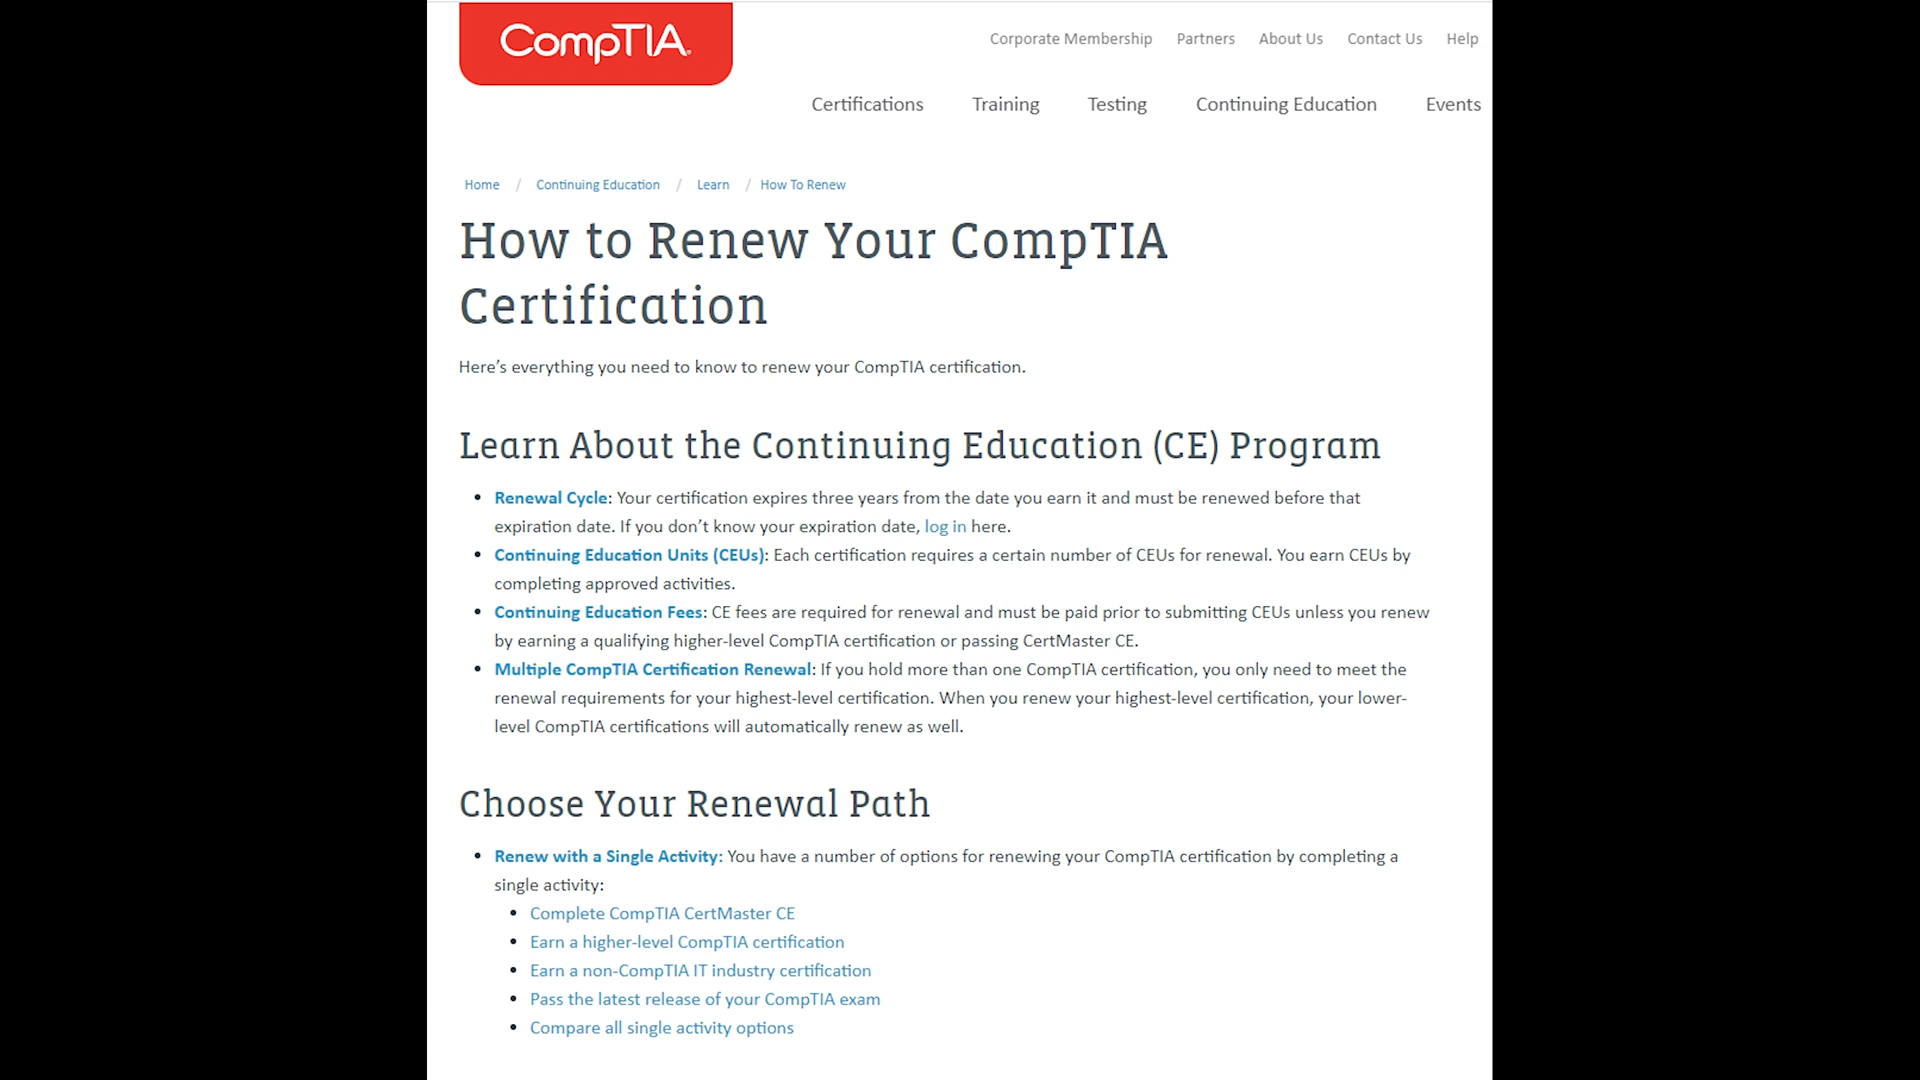 CompTIA.
Corporate Membership Partners About Us Contact Us Help
Certifications Training Testing Continuing Education Events
Home / Continuing Education / Learn / How To Renew
How to Renew Your CompTIA
Certification
Here’s everything you need to know to renew your CompTIA certification.
Learn About the Continuing Education (CE) Program
• Renewal Cycle: Your certification expires three years from the date you earn it and must be renewed before that
expiration date. If you don’t know your expiration date, log in here.
• Continuing Education Units (CEUs): Each certification requires a certain number of CEUs for renewal. You earn CEUs by
completing approved activities.
• Continuing Education Fees: CE fees are required for renewal and must be paid prior to submitting CEUs unless you renew
by earning a qualifying higher-level CompTIA certification or passing CertMaster CE.
• Multiple CompTIA Certification Renewal: If you hold more than one CompTIA certification, you only need to meet the
renewal requirements for your highest-level certification. When you renew your highest-level certification, your lower-
level CompTIA certifications will automatically renew as well.
Choose Your Renewal Path
• Renew with a Single Activity: You have a number of options for renewing your CompTIA certification by completing a
single activity:
• Complete CompTIA CertMaster CE
• Earn a higher-level CompTIA certification
• Earn a non-CompTIA IT industry certification
• Pass the latest release of your CompTIA exam
• Compare all single activity options